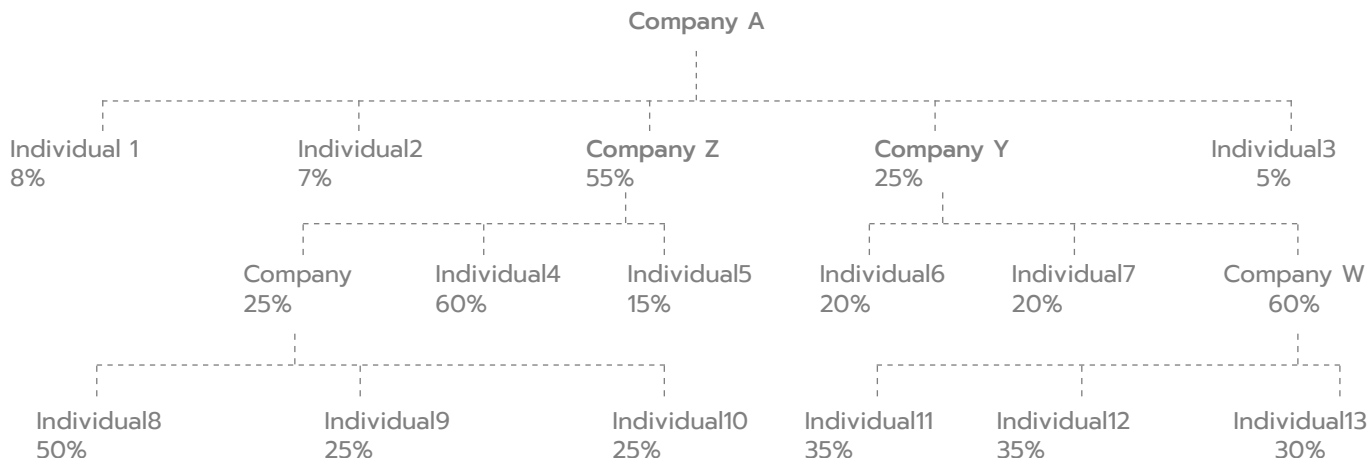 Company A
Individual 1
8%
Individual2
7%
Company Z
55%
Company Y
25%
Individual3
5%
Company
25%
Individual4
60%
Individual5
15%
Individual6
20%
Individual7
20%
Company W
60%
Individual8
50%
Individual9
25%
Individual10
25%
Individual11
35%
Individual12
35%
Individual13
30%